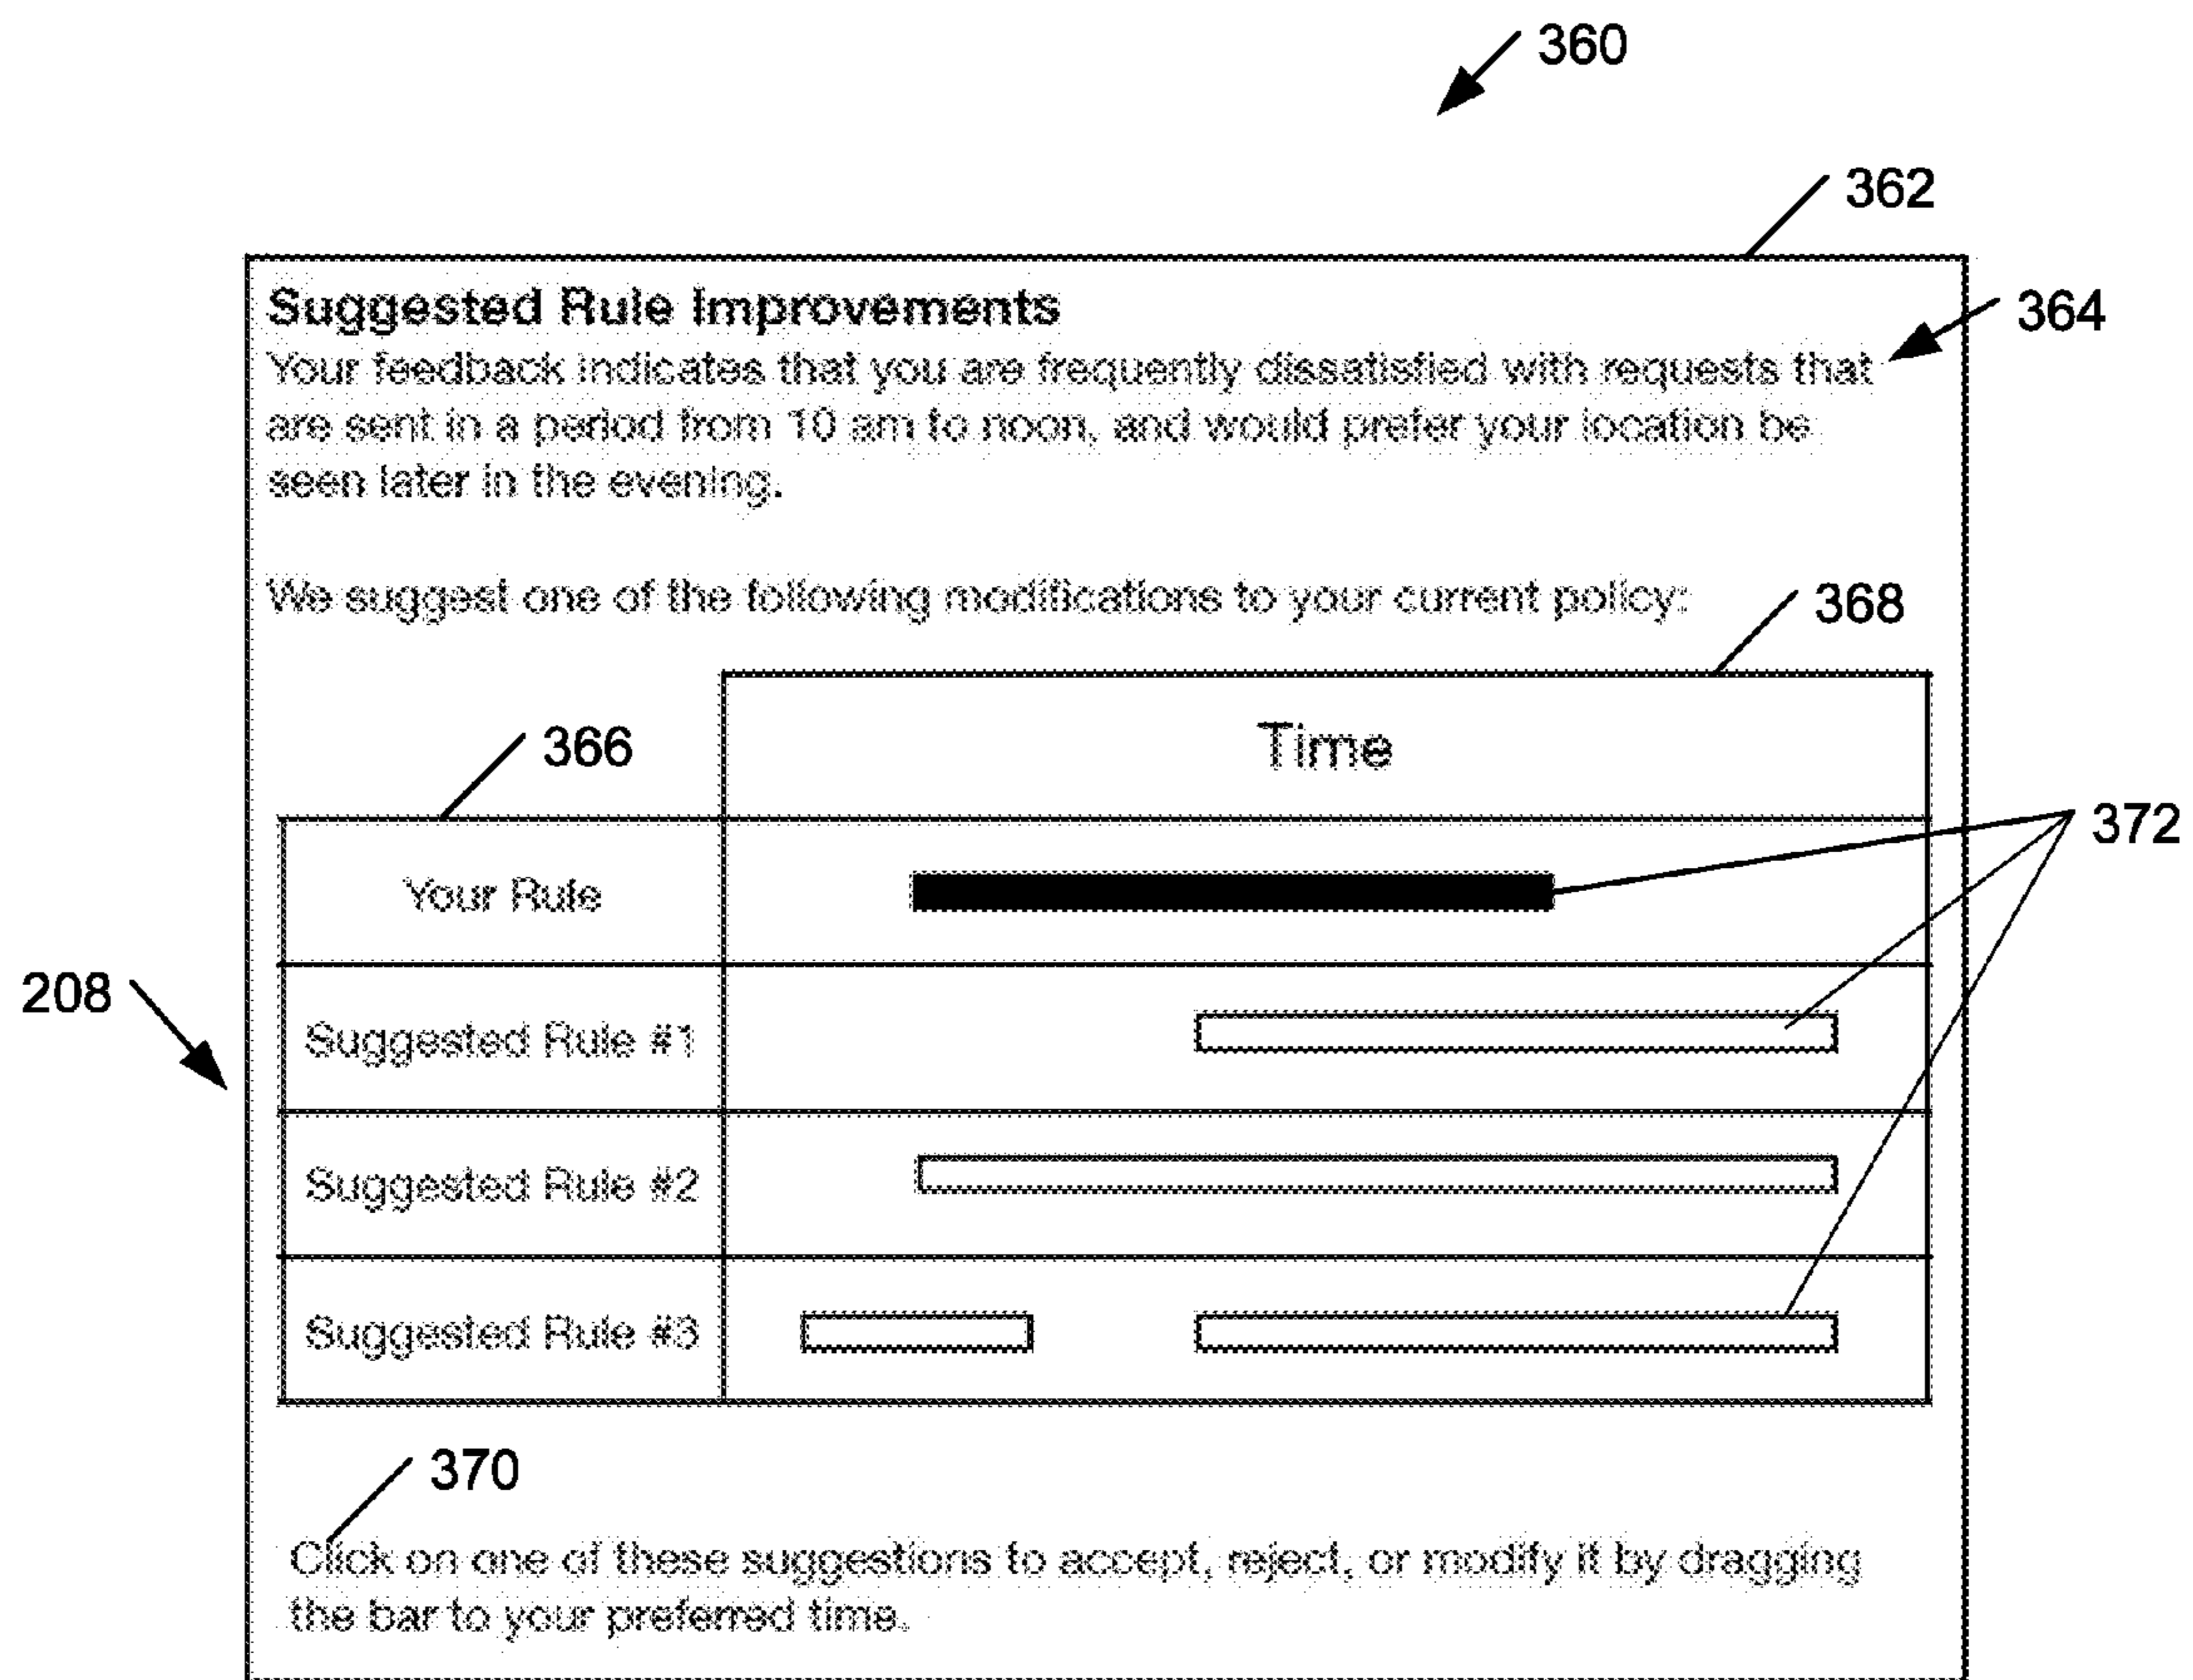 360
362
Suggested Rule Improvements
364
Your feedback indicates that you are frequently dissatisfied with requests that
are sent in a period from 10 am to noon, and would prefer your location be
seen later in the evening.
We suggest one of the following modifications to your current policy:
368
366
Time
372
Your Rule
208
Suggested Rule #1
Suggested Rule #2
Suggested Rule #3
370
Click on one of these suggestions to accept, reject, or modify it by dragging
the bar to your preferred time.